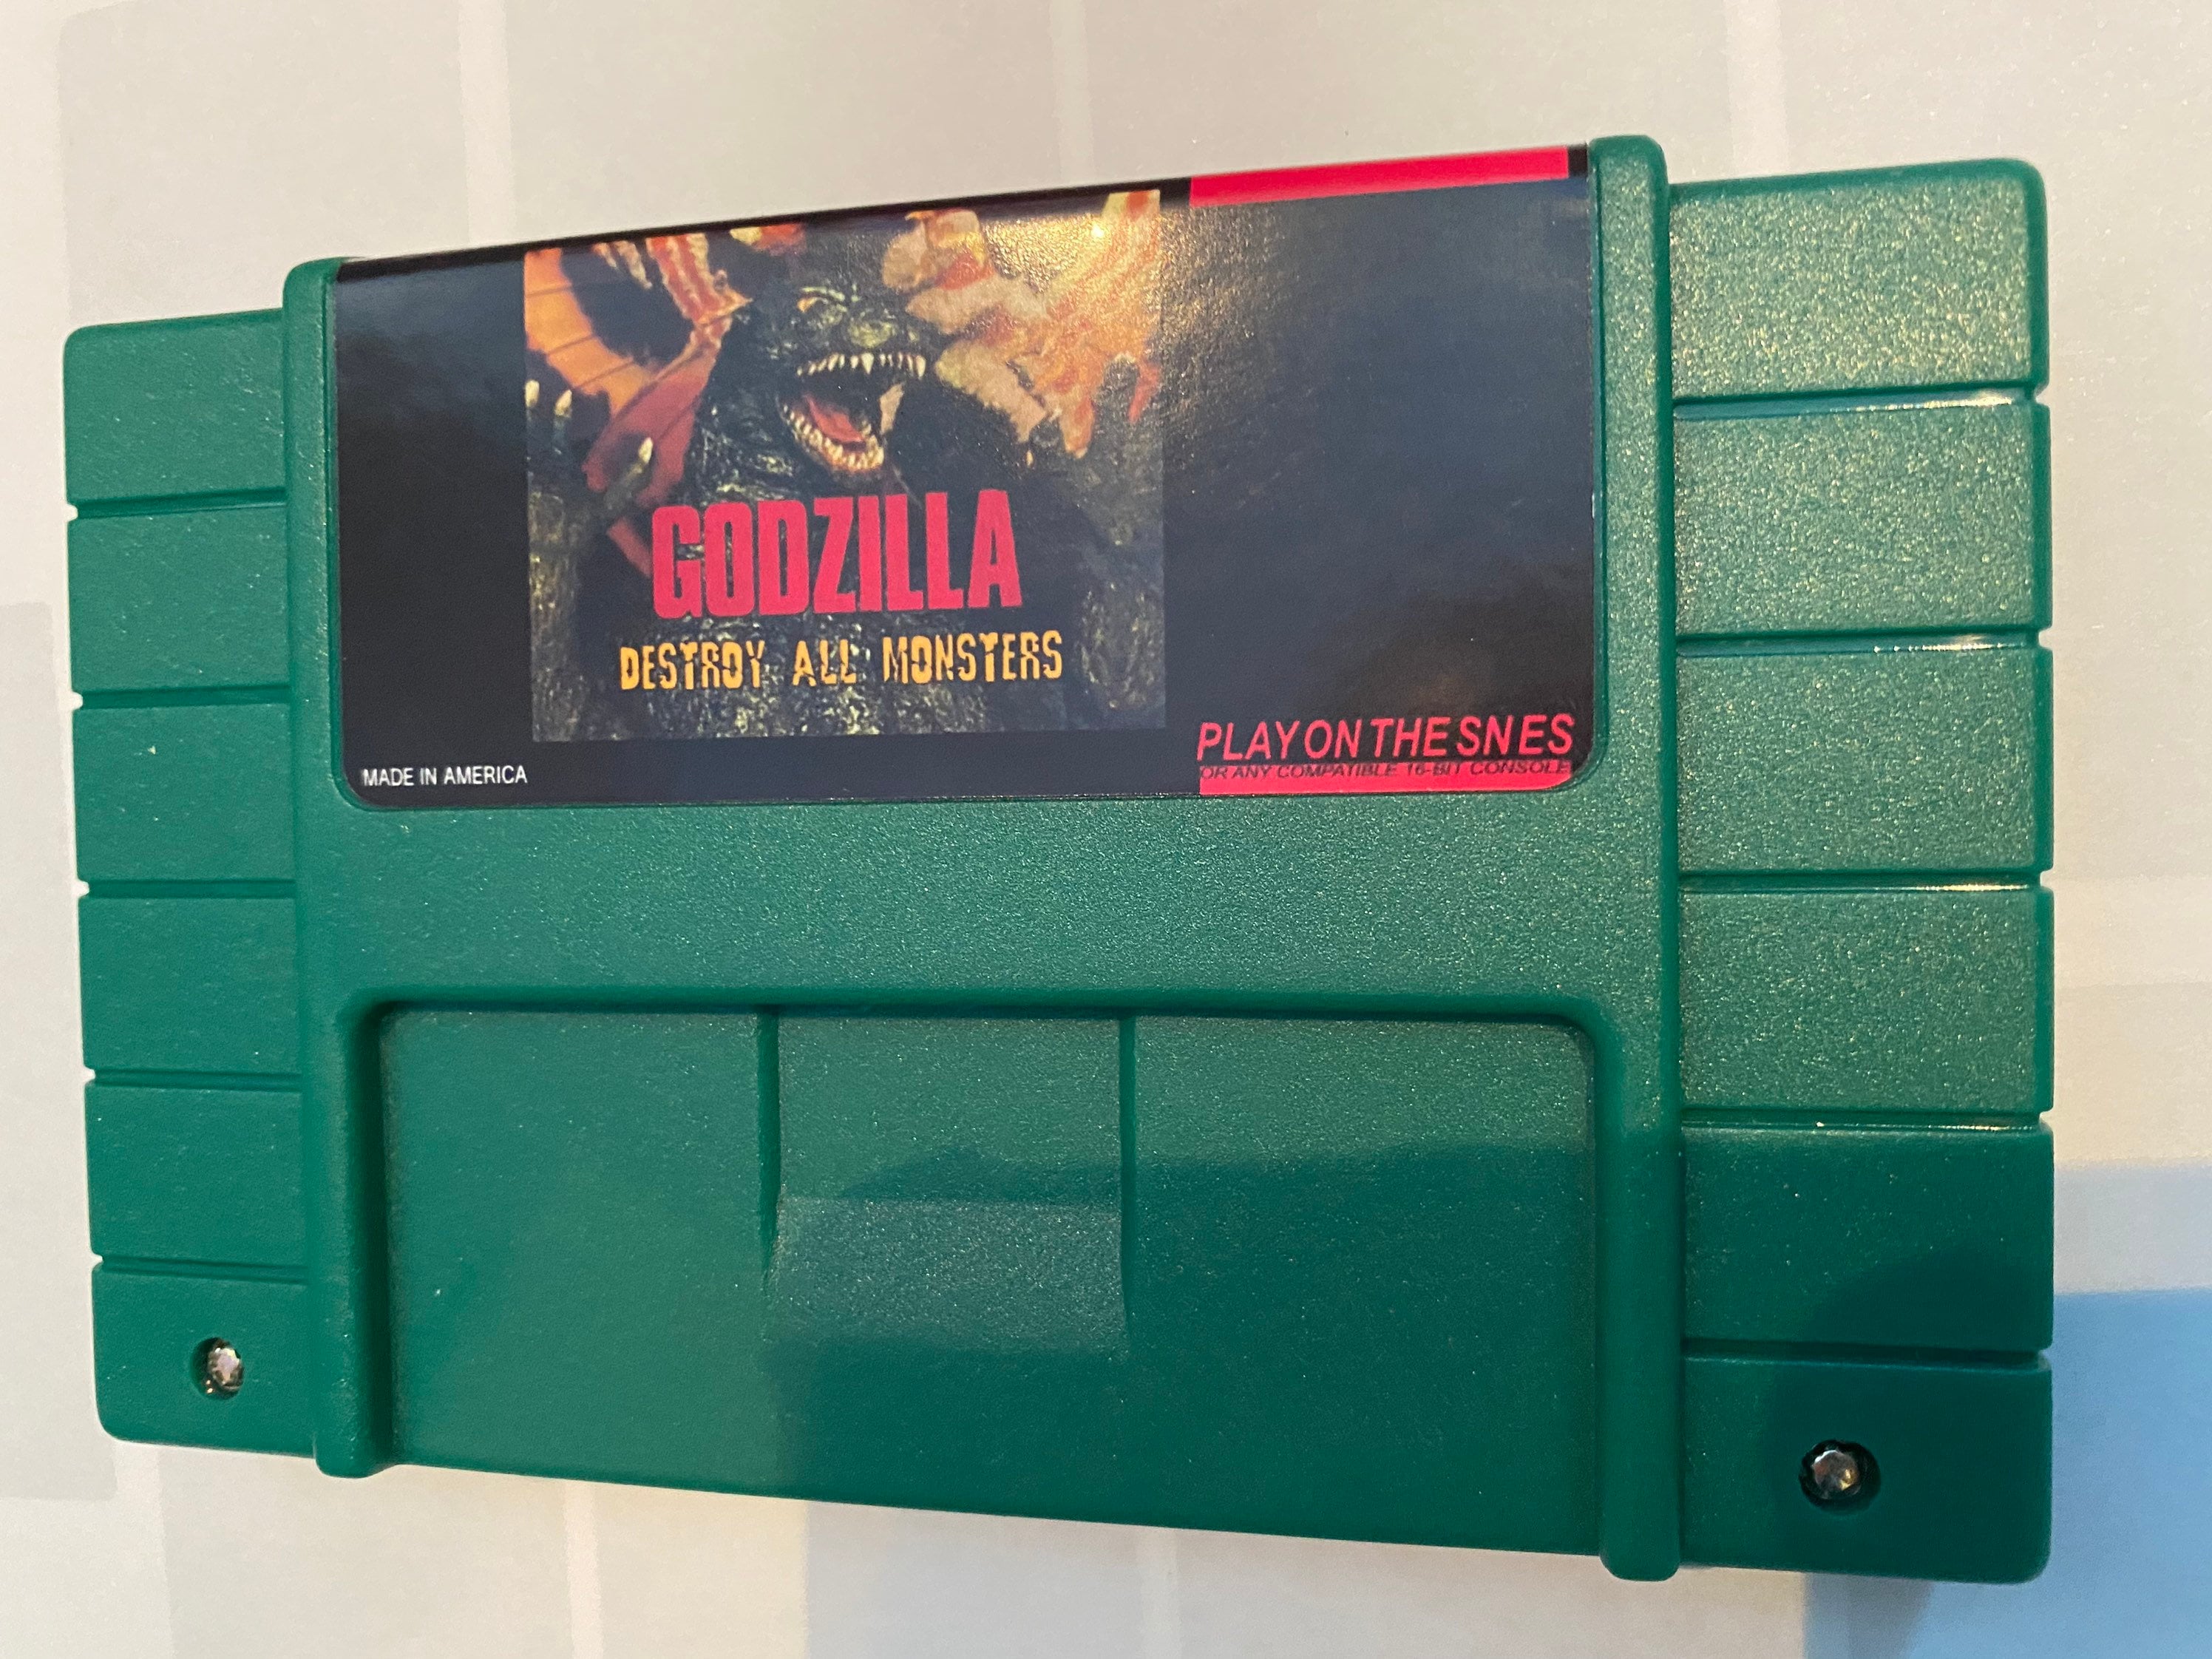 GODZILLA
DESTROY ALL MONSTERS
MADE IN AMERICA
PLAY ON THE SNES
OR ANY COMPATIBLE 16-BIT CONSOLE